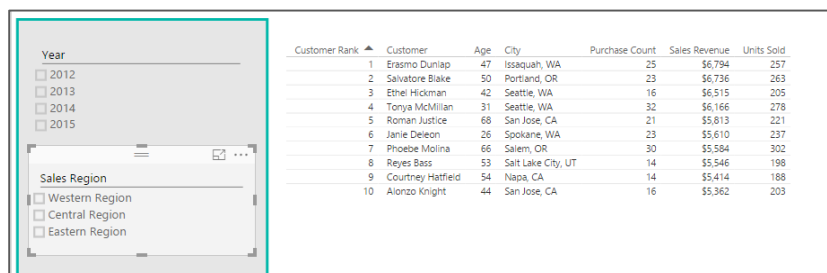 Year
2012
2013
2014
2015
Sales Region
Western Region
Central Region
Eastern Region
Customer Rank Customer Age City Purchase Count Sales Revenue Units Sold
1 Erasmo Dunlap 47 Issaquah, WA 25 $6,794 257
2 Salvatore Blake 50 Portland, OR 23 $6,736 263
3 Ethel Hickman 42 Seattle, WA 16 $6,515 205
4 Tonya McMillan 31 Seattle, WA 32 $6,166 278
5 Roman Justice 68 San Jose, CA 21 $5,813 221
6 Janie Deleon 26 Spokane, WA 23 $5,610 237
7 Phoebe Molina 66 Salem, OR 30 $5,584 302
8 Reyes Bass 53 Salt Lake City, UT 14 $5,546 198
9 Courtney Hatfield 54 Napa, CA 14 $5,414 188
10 Alonzo Knight 44 San Jose, CA 16 $5,362 203